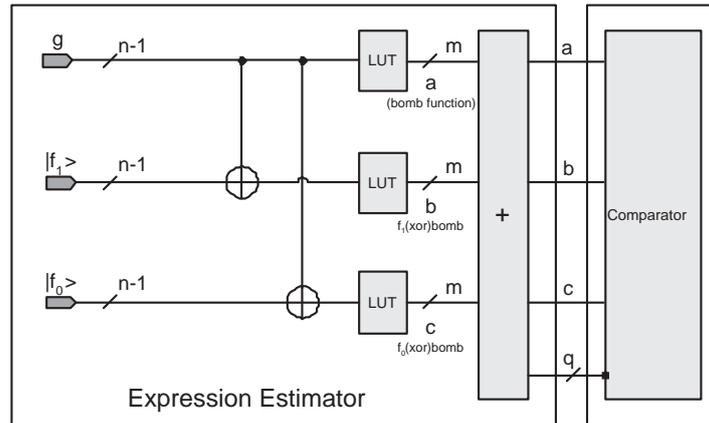 g
n-1
LUT
m
a
(bomb function)
a
|f₁>
n-1
LUT
m
b
f₁(xor)bomb
b
+
Comparator
|f₀>
n-1
LUT
m
c
f₀(xor)bomb
c
q
Expression Estimator